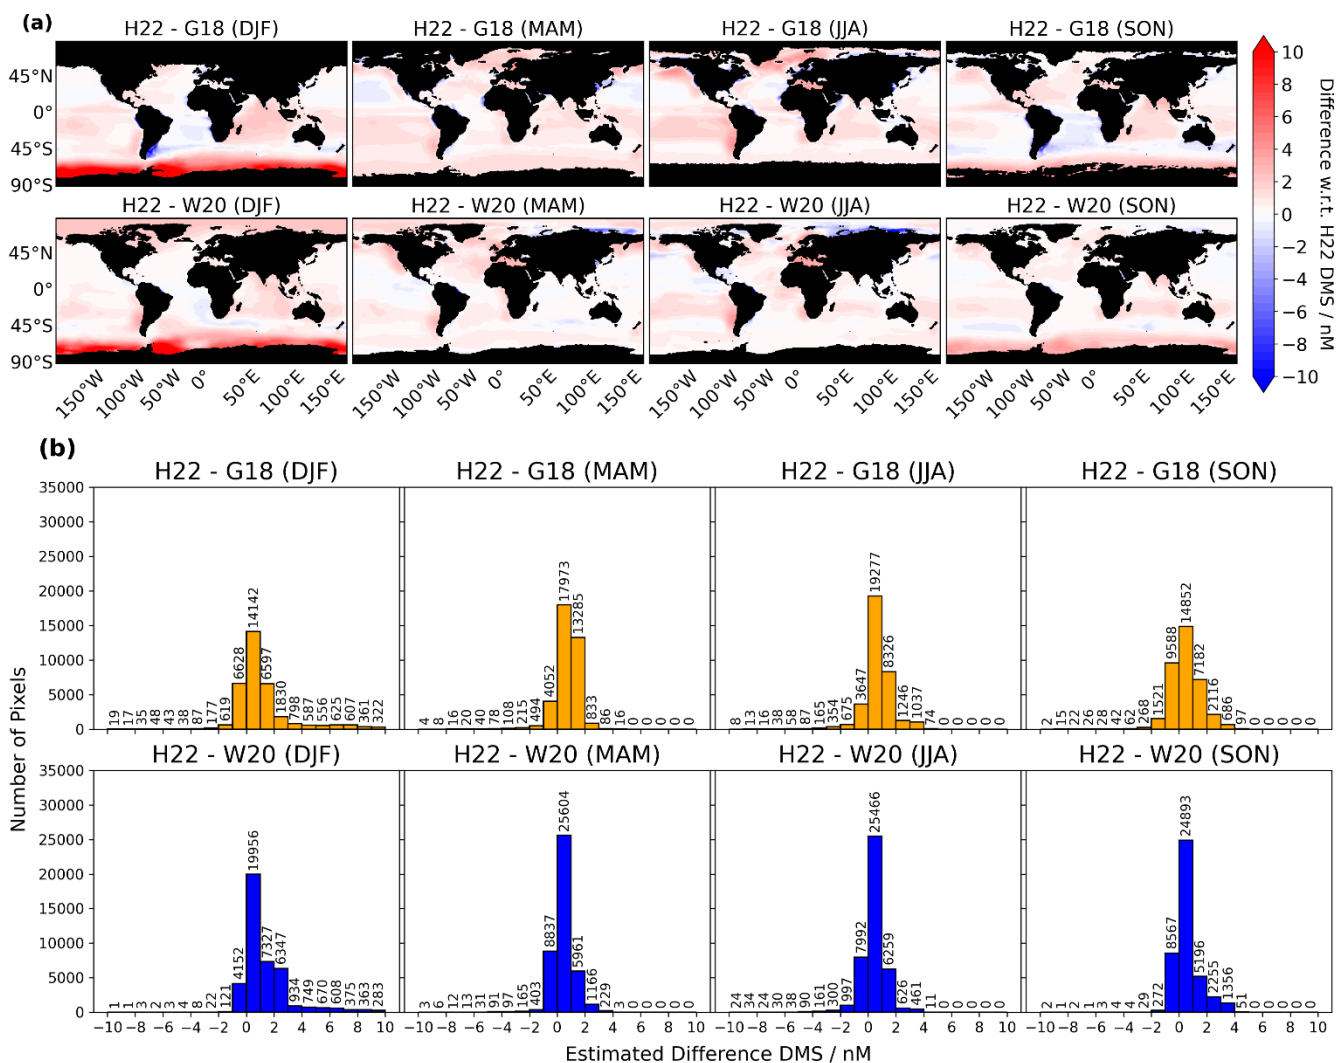 (a)
H22 - G18 (DJF) H22 - G18 (MAM) H22 - G18 (JJA) H22 - G18 (SON)
45°N
0°
45°S
90°S
H22 - W20 (DJF) H22 - W20 (MAM) H22 - W20 (JJA) H22 - W20 (SON)
45°N
0°
45°S
90°S
150°W 100°W 50°W 0° 50°E 100°E 150°E 150°W 100°W 50°W 0° 50°E 100°E 150°E 150°W 100°W 50°W 0° 50°E 100°E 150°E 150°W 100°W 50°W 0° 50°E 100°E 150°E
10
8
6
4
2
0
−2
−4
−6
−8
−10
Difference w.r.t. H22 DMS / nM
(b)
H22 - G18 (DJF) H22 - G18 (MAM) H22 - G18 (JJA) H22 - G18 (SON)
35000
30000
25000
20000
15000
10000
5000
0
19 17 35 48 43 38 87 177 619 6628 14142 6597 1830 798 587 556 625 607 361 322
4 8 16 20 40 78 108 215 494 4052 17973 13285 833 86 16 0 0 0 0 0
8 13 16 38 58 87 165 354 675 3647 19277 8326 1246 1037 74 0 0 0 0 0
2 15 22 26 28 42 62 268 1521 9588 14852 7182 2116 686 97 0 0 0 0 0
Number of Pixels
H22 - W20 (DJF) H22 - W20 (MAM) H22 - W20 (JJA) H22 - W20 (SON)
35000
30000
25000
20000
15000
10000
5000
0
1 1 3 2 3 4 8 22 121 4152 19956 7327 6347 934 749 670 608 375 363 283
3 6 12 13 31 91 97 165 403 8837 25604 5961 1166 229 3 0 0 0 0 0
24 34 24 30 38 90 161 300 997 7992 25466 6259 626 461 11 0 0 0 0 0
2 1 2 1 3 4 4 29 272 8567 24893 5196 2255 1356 51 0 0 0 0 0
−10 −8 −6 −4 −2 0 2 4 6 8 10 −10 −8 −6 −4 −2 0 2 4 6 8 10 −10 −8 −6 −4 −2 0 2 4 6 8 10 −10 −8 −6 −4 −2 0 2 4 6 8 10
Estimated Difference DMS / nM